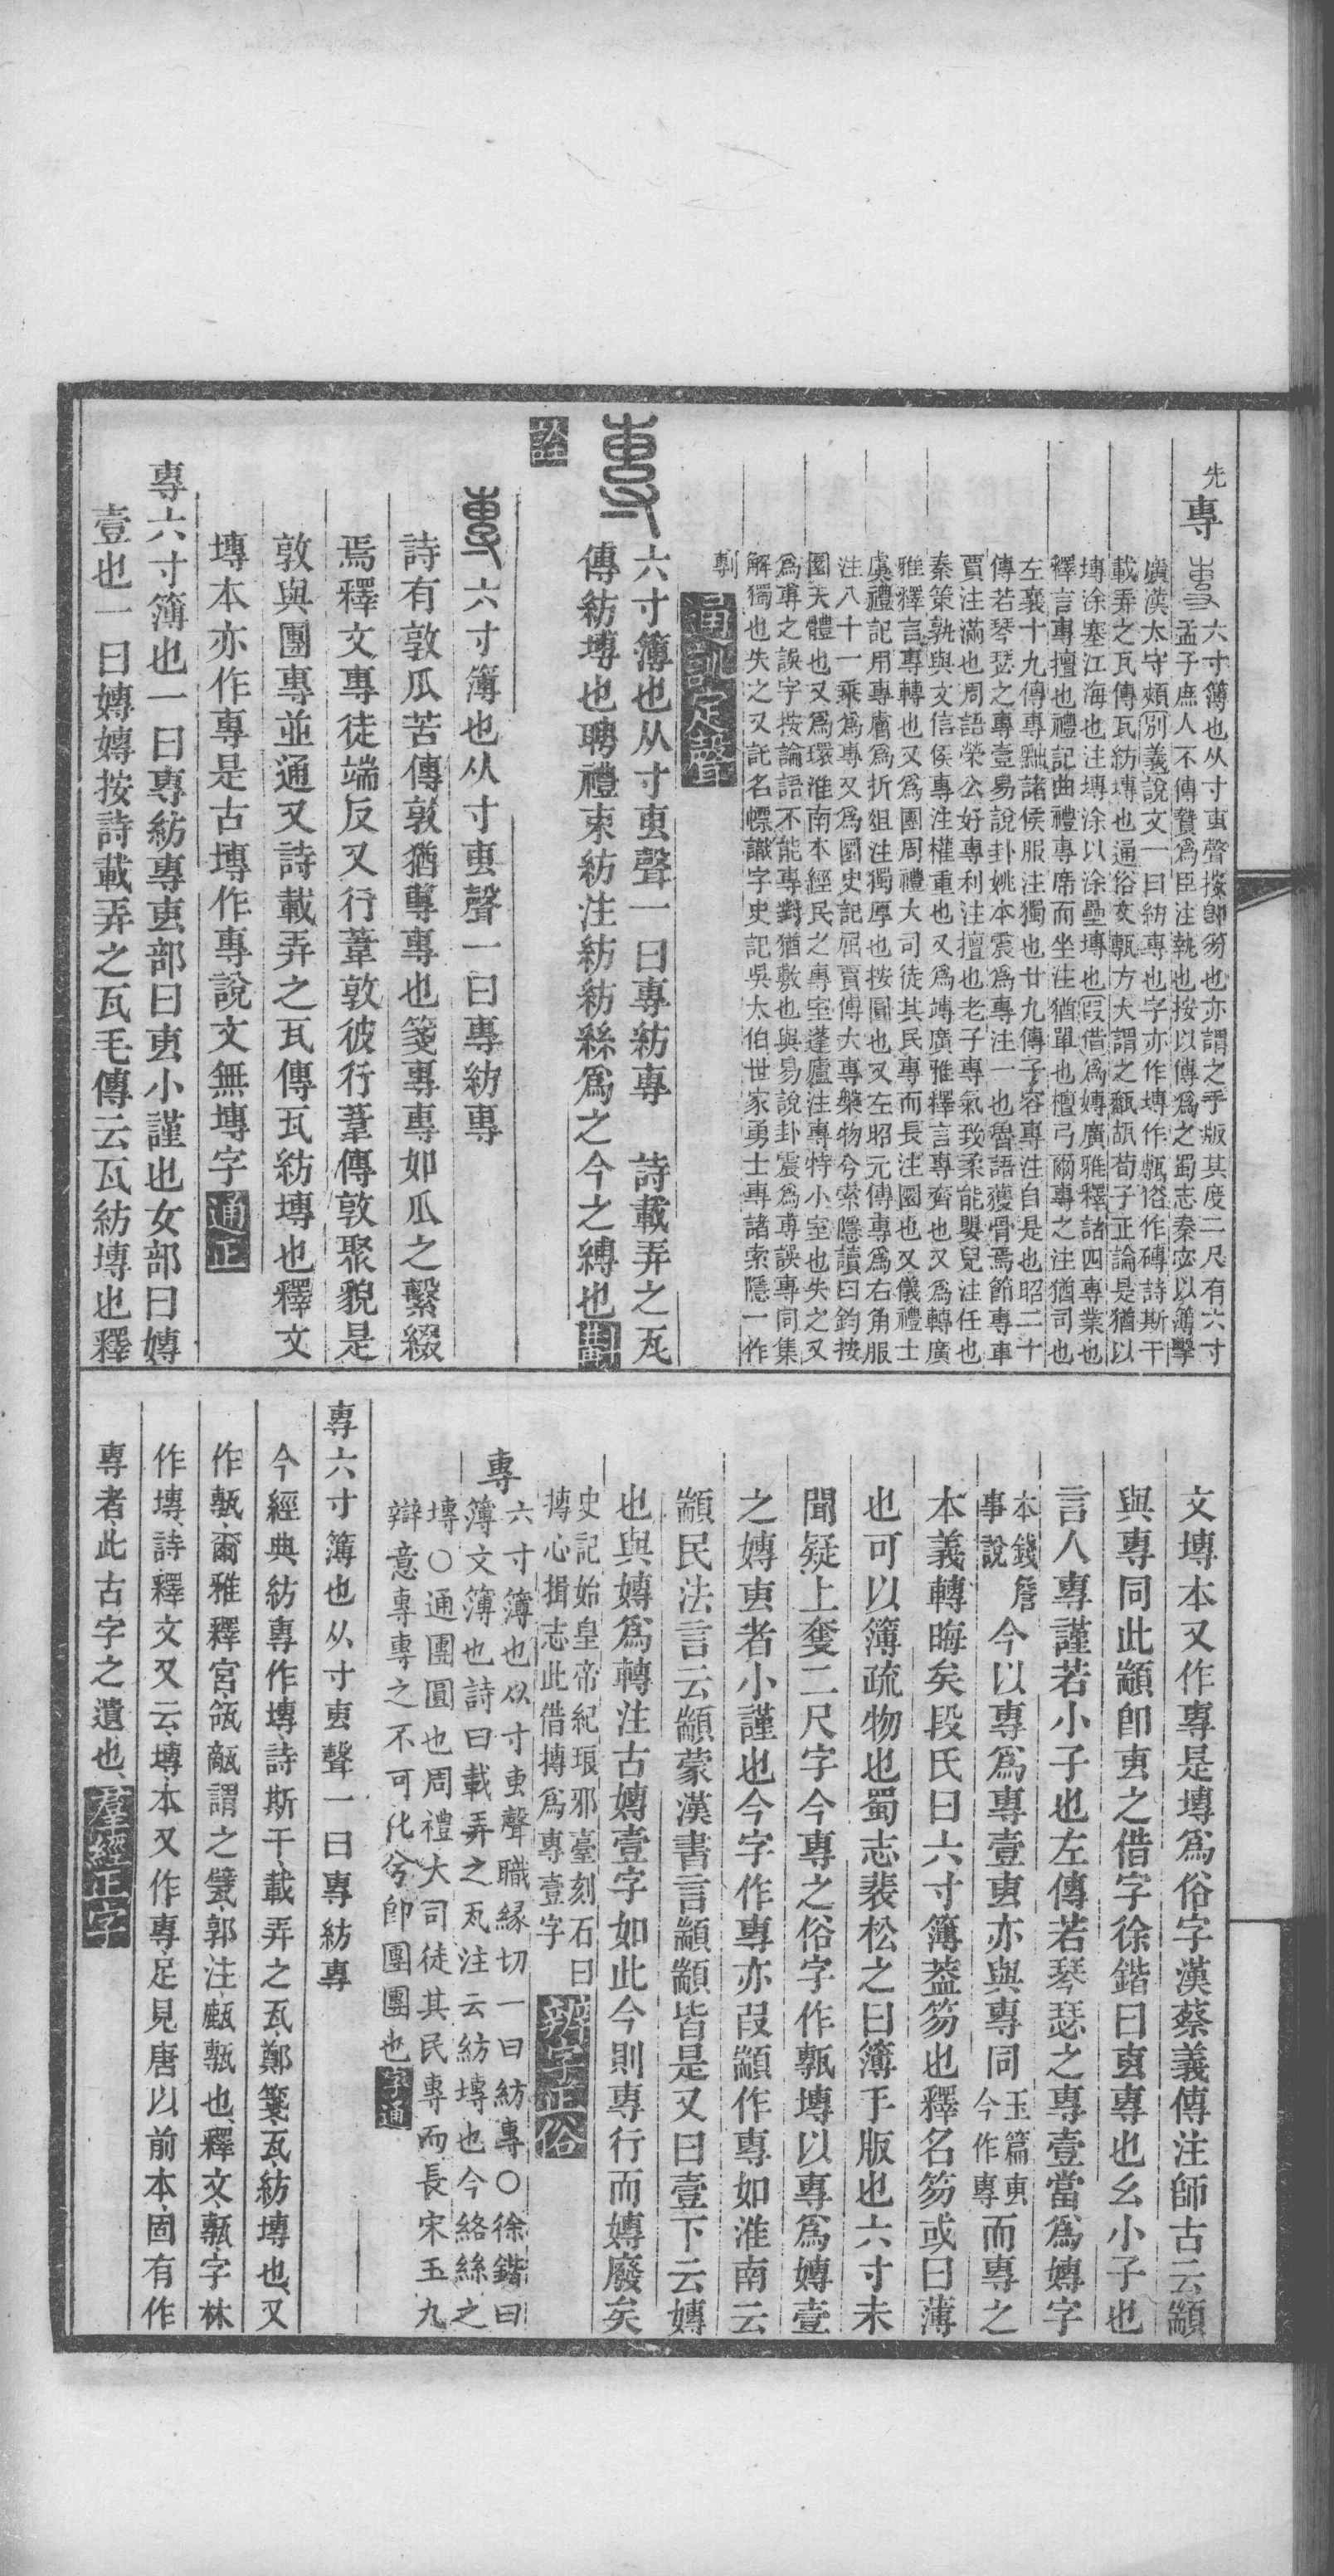 先
專
六寸簿也从寸叀聲按卽笏也亦謂之手版其度二尺有六寸
孟子庶人不傳贄爲臣注執也按以傳爲之蜀志秦宓以簿擊
廣漢太守頰別義說文一曰紡專也字亦作塼作甎俗作磚詩斯干
載弄之瓦傳瓦紡塼也通俗文甎方大謂之㼾瓳荀子正論是猶以
塼涂塞江海也注塼涂以涂壘塼也叚借爲嫥廣雅釋詁四專業也
釋言專擅也禮記曲禮專席而坐注猶單也檀弓爾專之注猶司也
左襄十九傳專黜諸侯服注獨也廿九傳子容專注自是也昭二十
傳若琴瑟之專壹易說卦姚本震爲專注一也魯語獲骨焉節專車
賈注滿也周語榮公好專利注擅也老子專氣致柔能嬰兒注任也
秦策孰與文信侯專注權重也又爲竱廣雅釋言專齊也又爲轉廣
雅釋言專轉也又爲團周禮大司徒其民專而長注圜也又儀禮士
虞禮記用專膚爲折俎注猶厚也按圜也又左昭元傳專爲右角服
注八十一乘爲專又爲圜史記屈賈傳大專槃物兮索隱讀曰鈞按
圜天體也又爲環淮南本經民之專室蓬廬注專特小室也失之又
爲尃之誤字按論語不能專對猶敷也與易說卦震爲尃誤專同集
解獨也失之又託名幖識字史記吳太伯世家勇士專諸索隱一作
剸
通訓定聲
六寸簿也从寸叀聲一曰專紡專 詩載弄之瓦
傳紡塼也聘禮束紡注紡紡絲爲之今之縛也
六寸簿也从寸叀聲一曰專紡專
詩有敦瓜苦傳敦猶專專也箋專專如瓜之繫綴
焉釋文專徒端反又行葦敦彼行葦傳敦聚貌是
敦與團專並通又詩載弄之瓦傳瓦紡塼也釋文
塼本亦作專是古塼作專說文無塼字通正
專六寸簿也一曰專紡專叀部曰叀小謹也女部曰嫥
壹也一曰嫥嫥按詩載弄之瓦毛傳云瓦紡塼也釋
文塼本又作專是塼爲俗字漢蔡義傳注師古云顓
與專同此顓卽叀之借字徐鍇曰叀專也幺小子也
言人專謹若小子也左傳若琴瑟之專壹當爲嫥字
本錢詹
事說
今以專爲專壹叀亦與專同玉篇叀今作專而專之
本義轉晦矣段氏曰六寸簿葢笏也釋名笏或曰薄
也可以簿疏物也蜀志裴松之曰簿手版也六寸未
聞疑上奪二尺字今專之俗字作甎塼以專爲嫥壹
之嫥叀者小謹也今字作專亦叚顓作專如淮南云
顓民法言云顓蒙漢書言顓顓皆是又曰壹下云嫥
也與嫥爲轉注古嫥壹字如此今則專行而嫥廢矣
史記始皇帝紀琅邪臺刻石曰
摶心揖志此借摶爲專壹字
辨字正俗
專
六寸簿也从寸叀聲職緣切一曰紡專○徐鍇曰
簿文簿也詩曰載弄之瓦注云紡塼也今絡絲之
塼○通團圓也周禮大司徒其民專而長宋玉九
辯意專專之不可化兮卽團團也字通
專六寸簿也从寸叀聲一曰專紡專
今經典紡專作塼詩斯干載弄之瓦鄭箋瓦紡塼也又
作甎爾雅釋宮瓴甋謂之甓郭注㼾甎也釋文甎字林
作塼詩釋文又云塼本又作專足見唐以前本固有作
專者此古字之遺也羣經正字